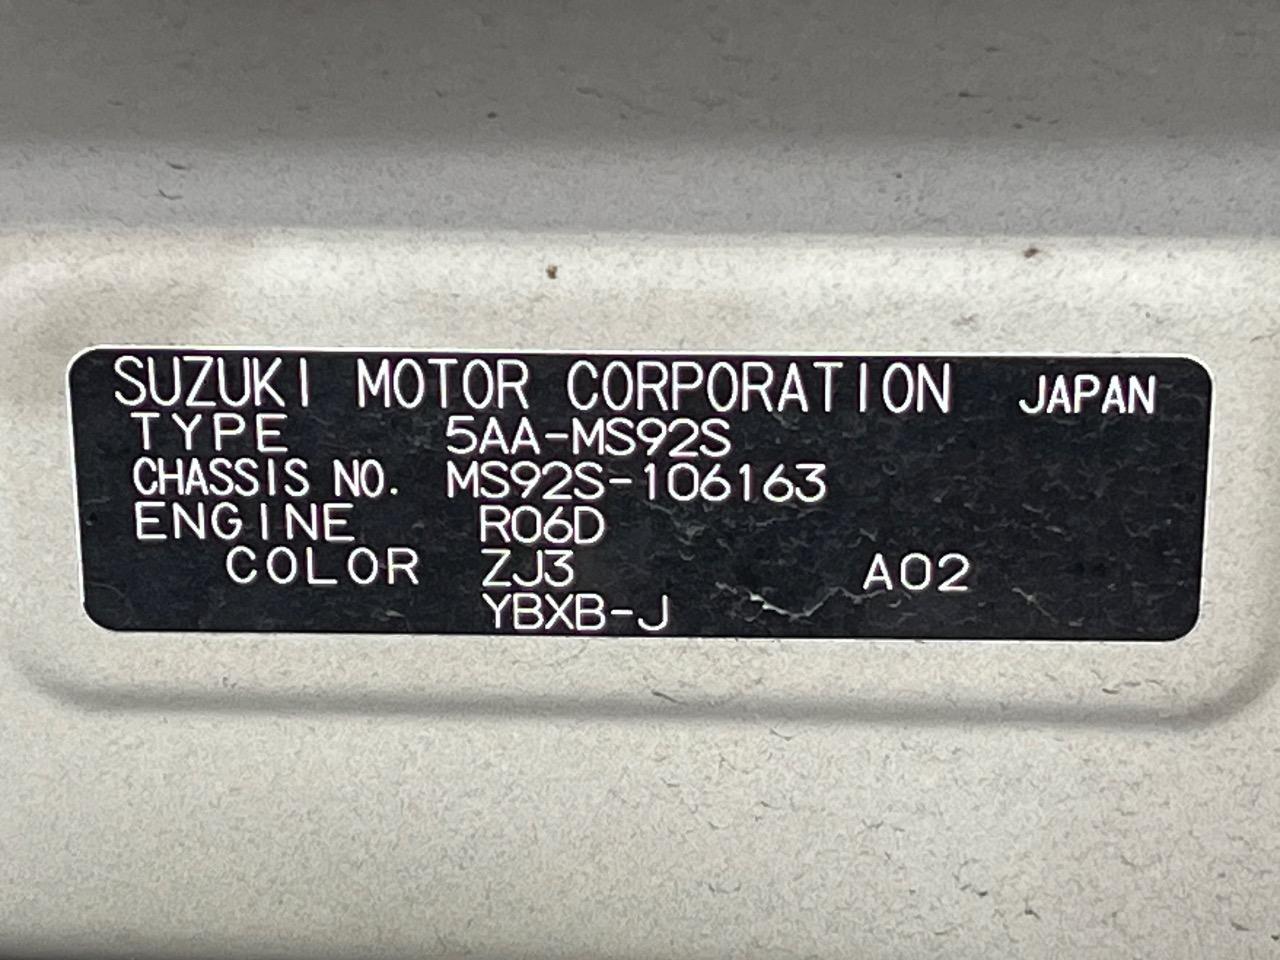 SUZUKI MOTOR CORPORATION JAPAN
TYPE 5AA-MS92S
CHASSIS NO. MS92S-106163
ENGINE R06D
COLOR ZJ3 A02
YBXB-J